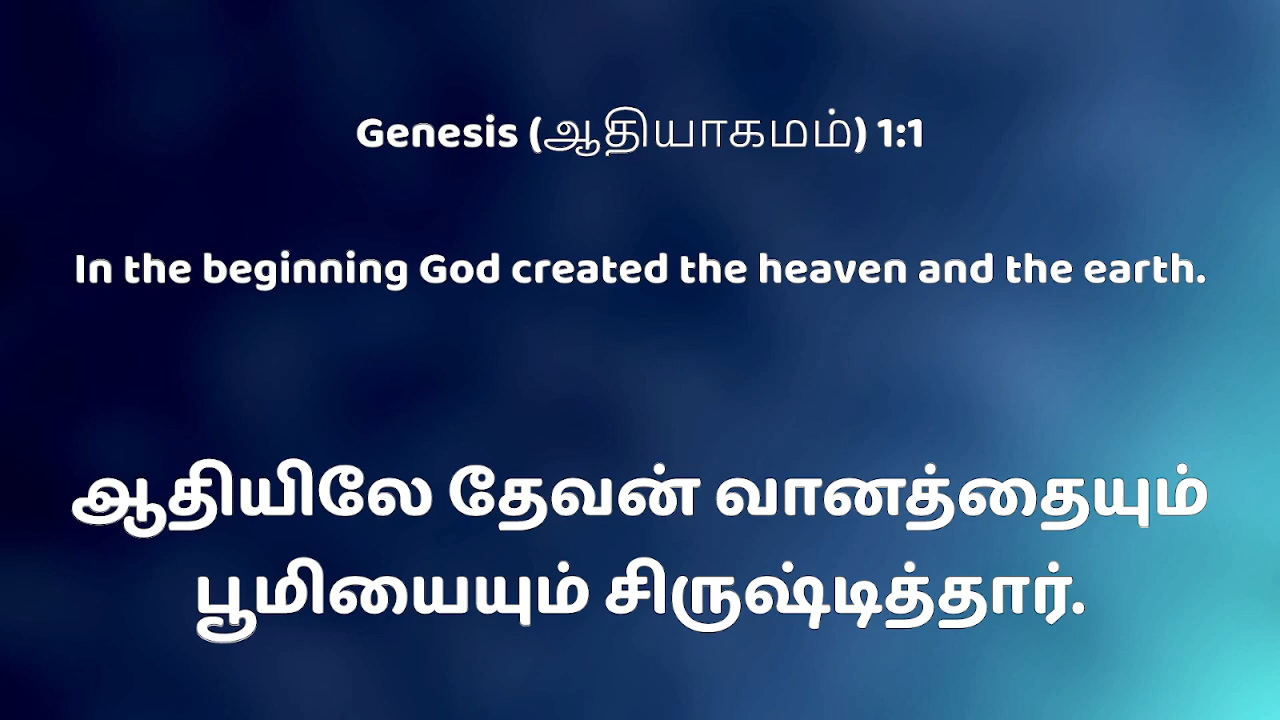 Genesis (ஆதியாகமம்) 1:1
In the beginning God created the heaven and the earth.
ஆதியிலே தேவன் வானத்தையும்
பூமியையும் சிருஷ்டித்தார்.